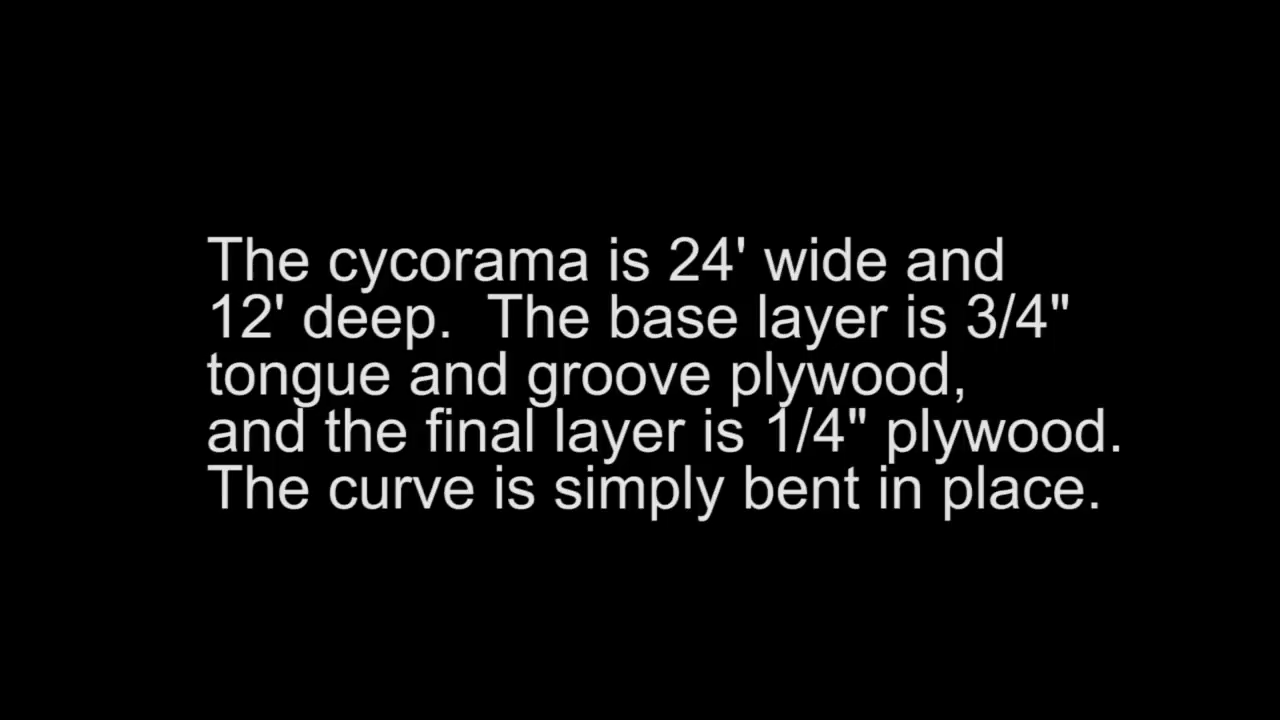 The cycorama is 24' wide and
12' deep.  The base layer is 3/4"
tongue and groove plywood,
and the final layer is 1/4" plywood.
The curve is simply bent in place.